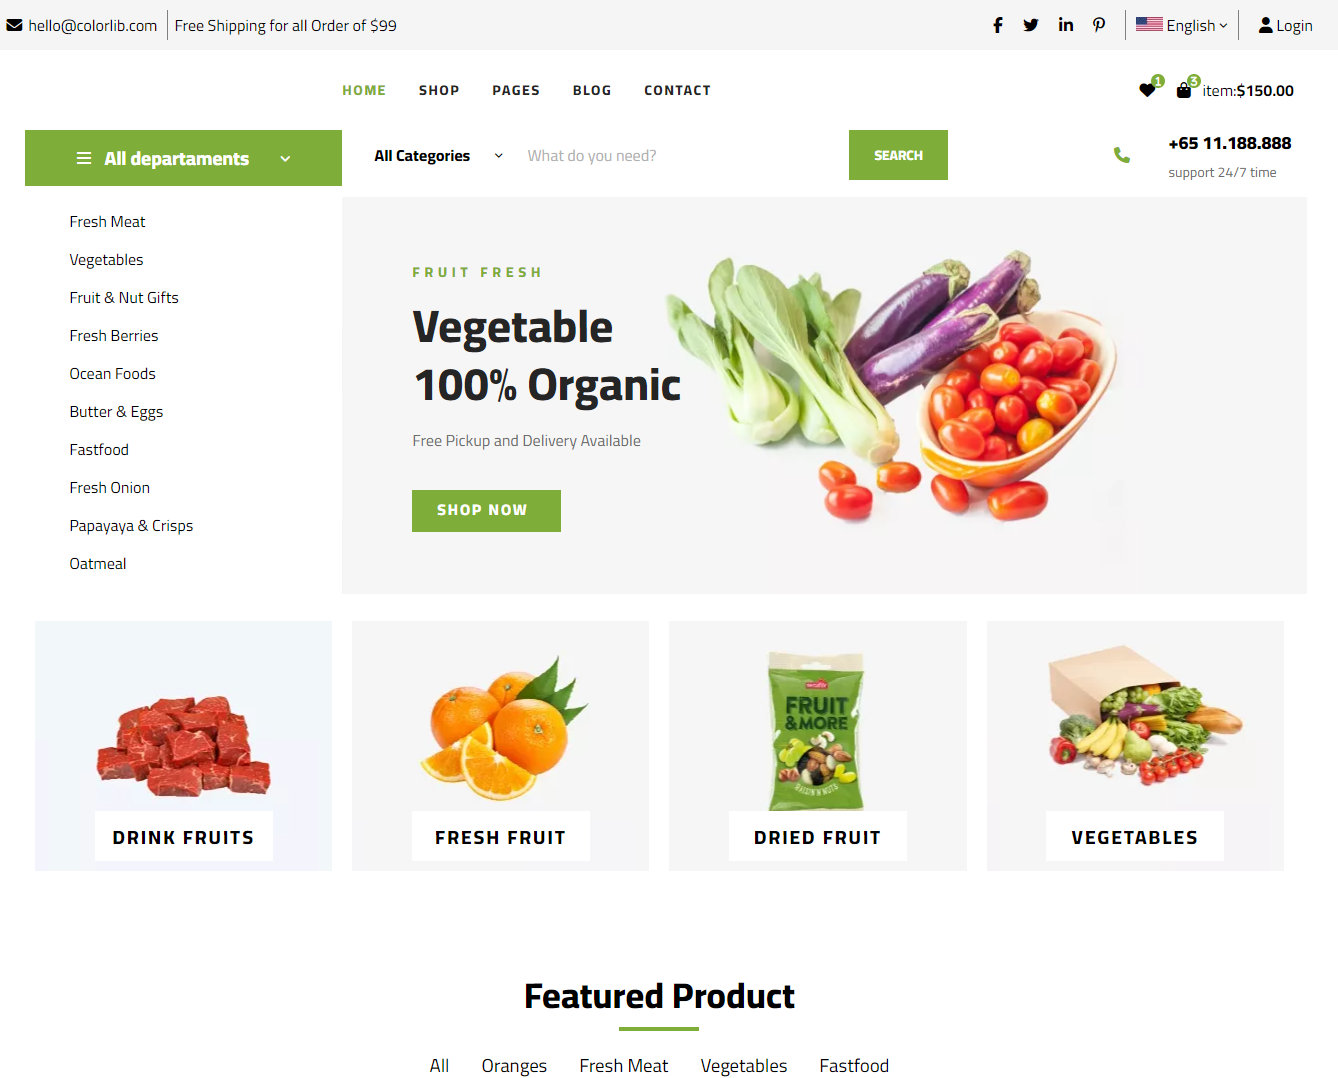 hello@colorlib.com Free Shipping for all Order of $99 English Login
HOME SHOP PAGES BLOG CONTACT 1 3 item:$150.00
All departaments All Categories What do you need? SEARCH +65 11.188.888
support 24/7 time
Fresh Meat
Vegetables
Fruit & Nut Gifts
Fresh Berries
Ocean Foods
Butter & Eggs
Fastfood
Fresh Onion
Papayaya & Crisps
Oatmeal
FRUIT FRESH
Vegetable
100% Organic
Free Pickup and Delivery Available
SHOP NOW
FRUIT
& MORE
DRINK FRUITS FRESH FRUIT DRIED FRUIT VEGETABLES
Featured Product
All Oranges Fresh Meat Vegetables Fastfood